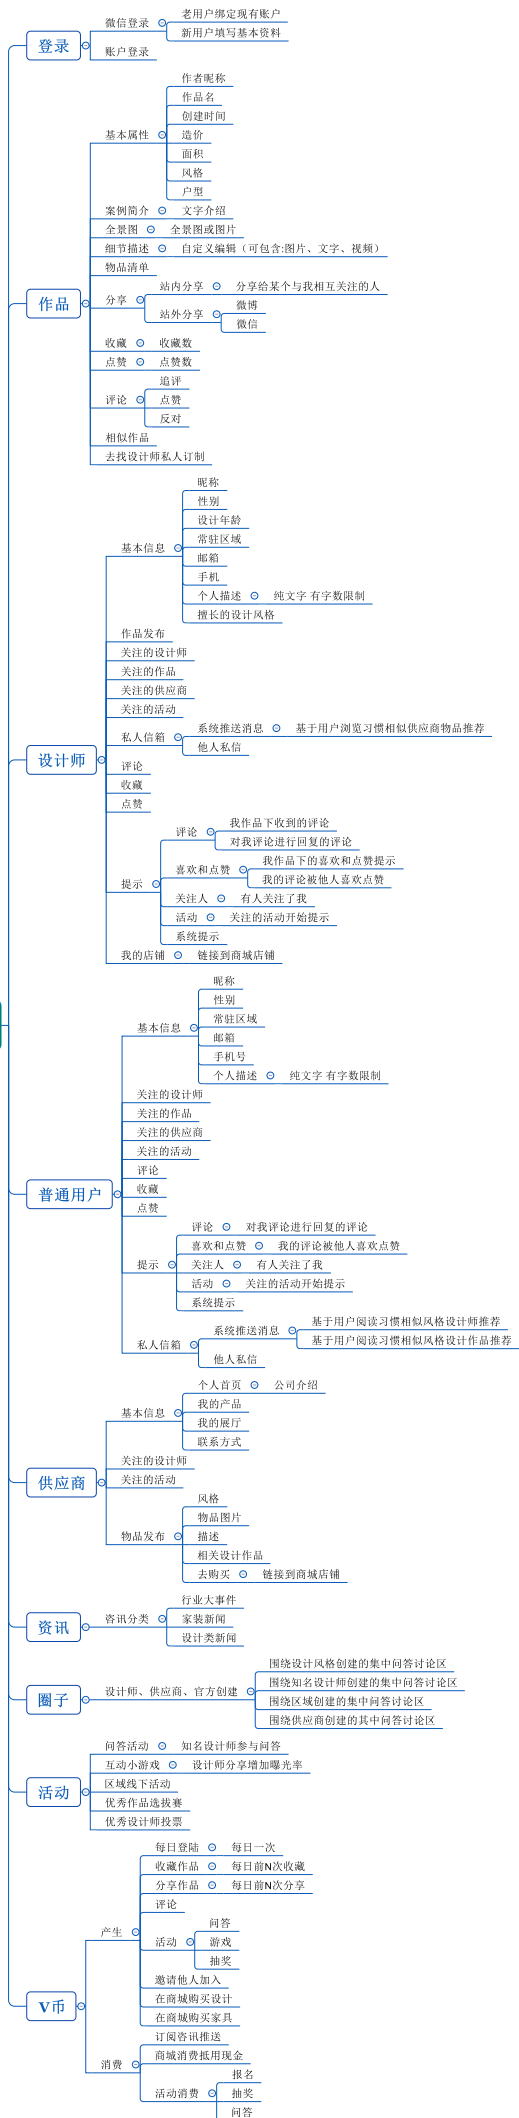 登录
微信登录
老用户绑定现有账户
新用户填写基本资料
账户登录
作品
基本属性
作者昵称
作品名
创建时间
造价
面积
风格
户型
案例简介
文字介绍
全景图
全景图或图片
细节描述
自定义编辑（可包含:图片、文字、视频）
物品清单
分享
站内分享
分享给某个与我相互关注的人
站外分享
微博
微信
收藏
收藏数
点赞
点赞数
评论
追评
点赞
反对
相似作品
去找设计师私人订制
设计师
基本信息
昵称
性别
设计年龄
常驻区域
邮箱
手机
个人描述
纯文字 有字数限制
擅长的设计风格
作品发布
关注的设计师
关注的作品
关注的供应商
关注的活动
私人信箱
系统推送消息
基于用户浏览习惯相似供应商物品推荐
他人私信
评论
收藏
点赞
提示
评论
我作品下收到的评论
对我评论进行回复的评论
喜欢和点赞
我作品下的喜欢和点赞提示
我的评论被他人喜欢点赞
关注人
有人关注了我
活动
关注的活动开始提示
系统提示
我的店铺
链接到商城店铺
普通用户
基本信息
昵称
性别
常驻区域
邮箱
手机号
个人描述
纯文字 有字数限制
关注的设计师
关注的作品
关注的供应商
关注的活动
评论
收藏
点赞
提示
评论
对我评论进行回复的评论
喜欢和点赞
我的评论被他人喜欢点赞
关注人
有人关注了我
活动
关注的活动开始提示
系统提示
私人信箱
系统推送消息
基于用户阅读习惯相似风格设计师推荐
基于用户阅读习惯相似风格设计作品推荐
他人私信
供应商
基本信息
个人首页
公司介绍
我的产品
我的展厅
联系方式
关注的设计师
关注的活动
物品发布
风格
物品图片
描述
相关设计作品
去购买
链接到商城店铺
资讯
咨讯分类
行业大事件
家装新闻
设计类新闻
圈子
设计师、供应商、官方创建
围绕设计风格创建的集中问答讨论区
围绕知名设计师创建的集中问答讨论区
围绕区域创建的集中问答讨论区
围绕供应商创建的其中问答讨论区
活动
问答活动
知名设计师参与问答
互动小游戏
设计师分享增加曝光率
区域线下活动
优秀作品选拔赛
优秀设计师投票
V币
产生
每日登陆
每日一次
收藏作品
每日前N次收藏
分享作品
每日前N次分享
评论
活动
问答
游戏
抽奖
邀请他人加入
在商城购买设计
在商城购买家具
消费
订阅咨讯推送
商城消费抵用现金
活动消费
报名
抽奖
问答